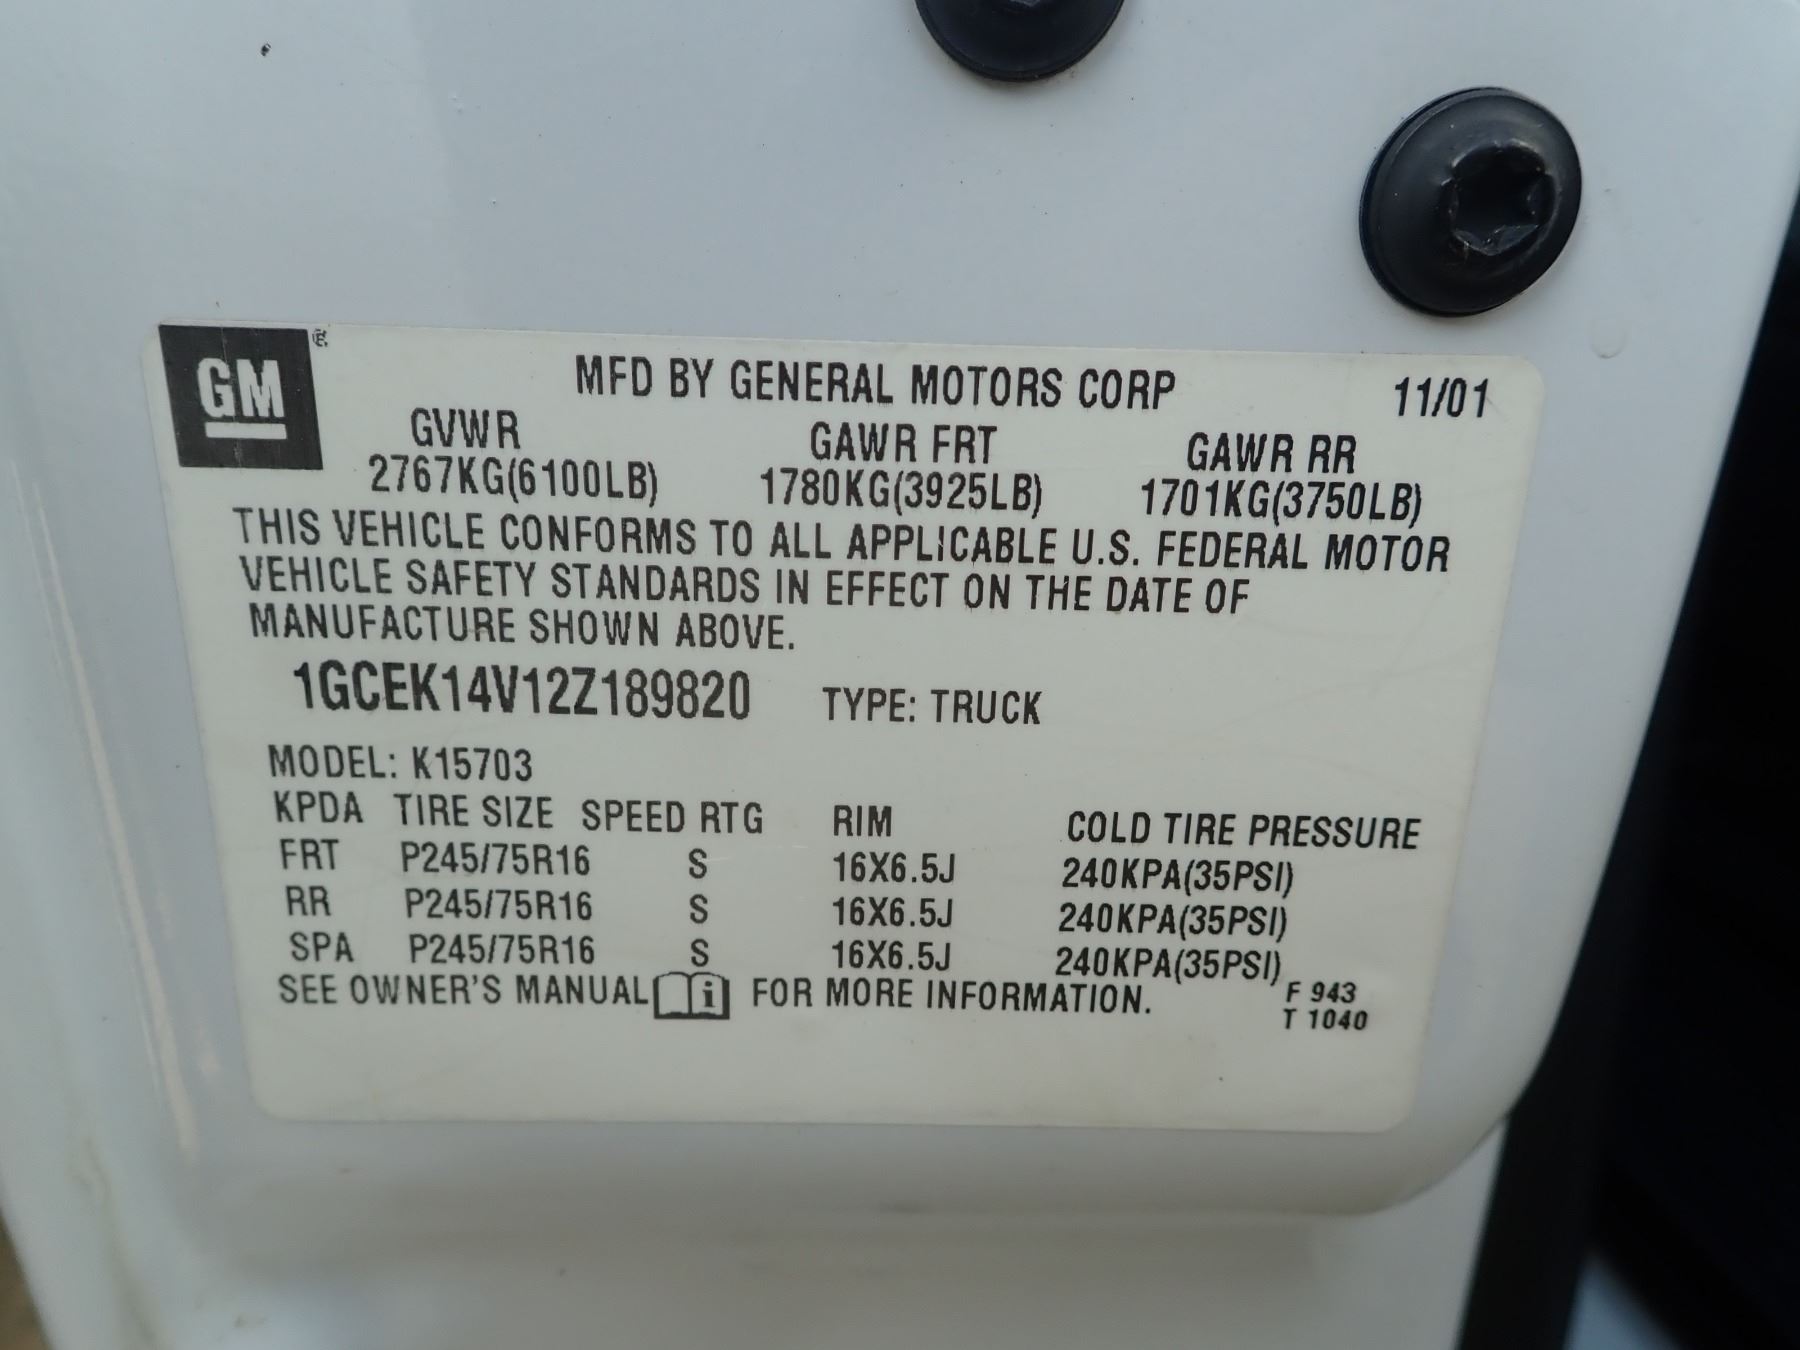 GM
MFD BY GENERAL MOTORS CORP 11/01
GVWR GAWR FRT GAWR RR
2767KG(6100LB) 1780KG(3925LB) 1701KG(3750LB)
THIS VEHICLE CONFORMS TO ALL APPLICABLE U.S. FEDERAL MOTOR
VEHICLE SAFETY STANDARDS IN EFFECT ON THE DATE OF
MANUFACTURE SHOWN ABOVE.
1GCEK14V12Z189820 TYPE: TRUCK
MODEL: K15703
KPDA TIRE SIZE SPEED RTG RIM COLD TIRE PRESSURE
FRT P245/75R16 S 16X6.5J 240KPA(35PSI)
RR P245/75R16 S 16X6.5J 240KPA(35PSI)
SPA P245/75R16 S 16X6.5J 240KPA(35PSI)
SEE OWNER'S MANUAL i FOR MORE INFORMATION.
F 943
T 1040